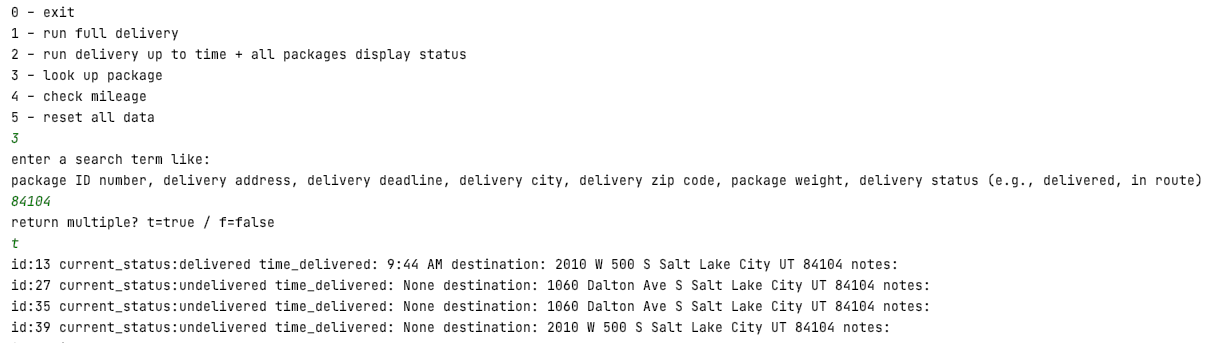 0 – exit
1 – run full delivery
2 – run delivery up to time + all packages display status
3 – look up package
4 – check mileage
5 – reset all data
3
enter a search term like:
package ID number, delivery address, delivery deadline, delivery city, delivery zip code, package weight, delivery status (e.g., delivered, in route)
84104
return multiple? t=true / f=false
t
id:13 current_status:delivered time_delivered: 9:44 AM destination: 2010 W 500 S Salt Lake City UT 84104 notes:
id:27 current_status:undelivered time_delivered: None destination: 1060 Dalton Ave S Salt Lake City UT 84104 notes:
id:35 current_status:undelivered time_delivered: None destination: 1060 Dalton Ave S Salt Lake City UT 84104 notes:
id:39 current_status:undelivered time_delivered: None destination: 2010 W 500 S Salt Lake City UT 84104 notes: